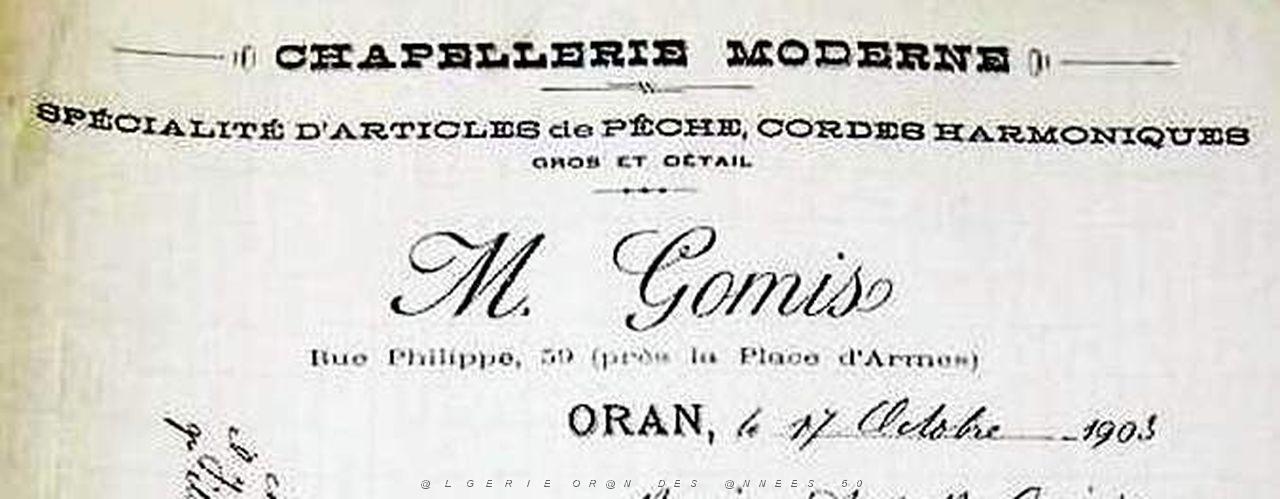 CHAPELLERIE MODERNE
SPÉCIALITÉ D'ARTICLES de PÊCHE, CORDES HARMONIQUES
GROS ET DÉTAIL
M. Gomis
Rue Philippe, 59 (près la Place d'Armes)
ORAN, le 17 Octobre 1903
@LGERIE OR@N DES @NNEES 50